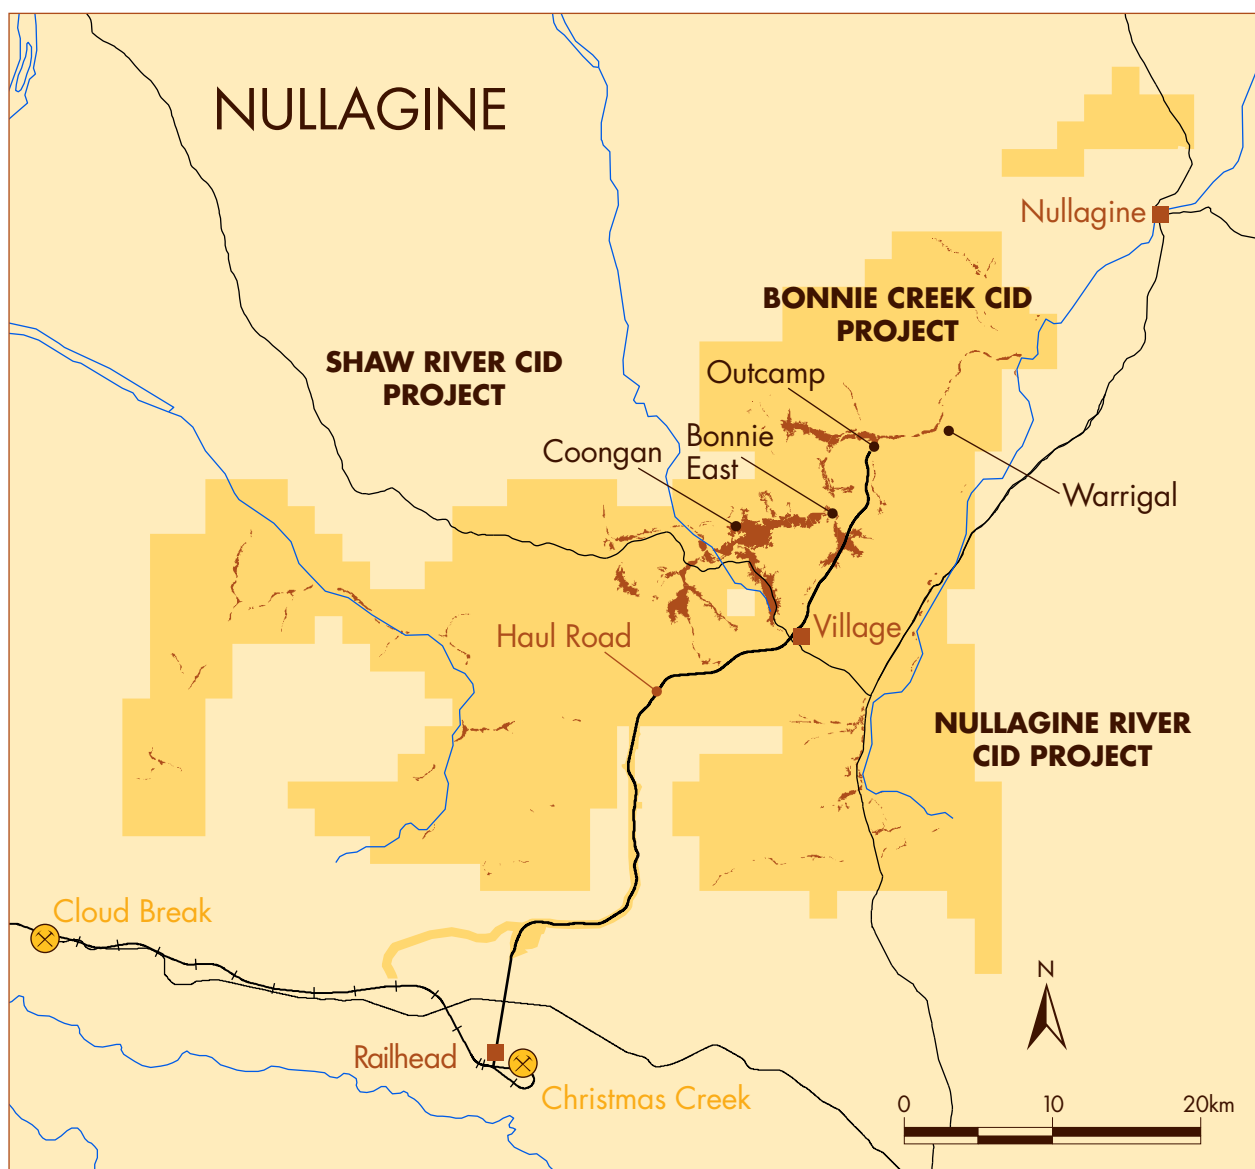 NULLAGINE
Nullagine
BONNIE CREEK CID
PROJECT
SHAW RIVER CID
PROJECT
Outcamp
Bonnie
East
Coongan
Warrigal
Village
Haul Road
NULLAGINE RIVER
CID PROJECT
Cloud Break
N
Railhead
Christmas Creek
0
10
20km